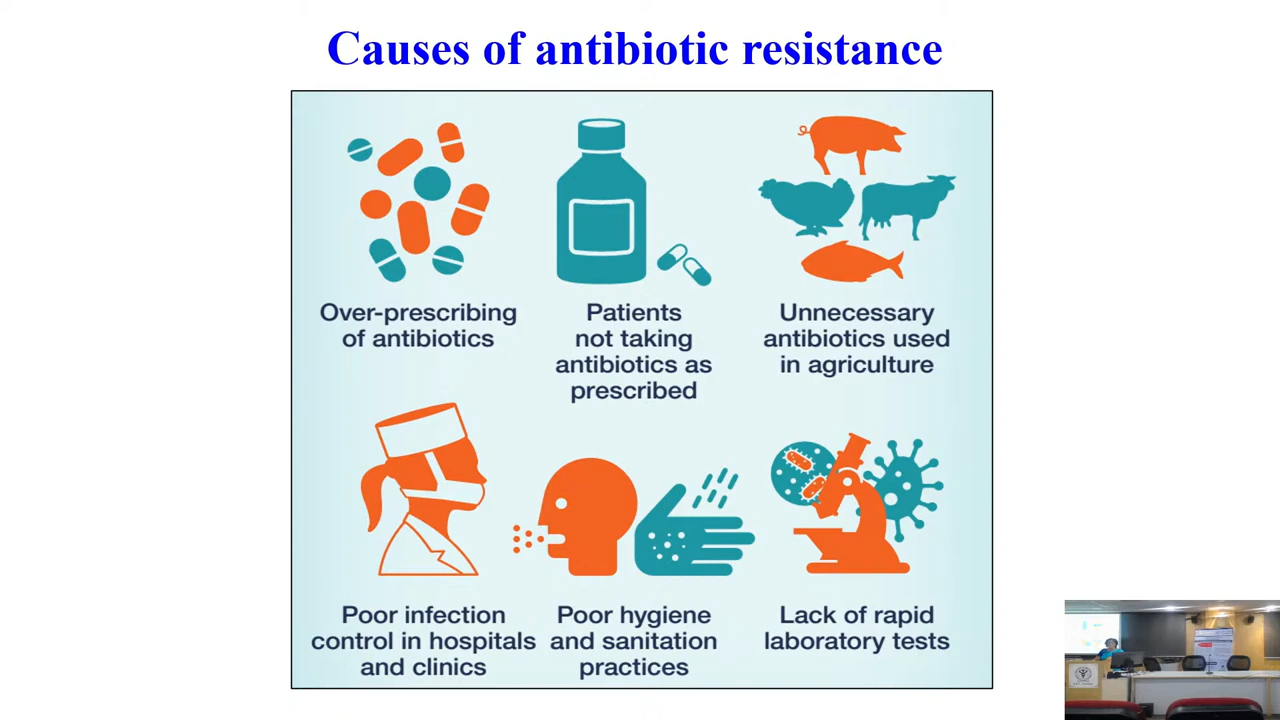 Causes of antibiotic resistance
Over-prescribing
of antibiotics
Patients
not taking
antibiotics as
prescribed
Unnecessary
antibiotics used
in agriculture
Poor infection
control in hospitals
and clinics
Poor hygiene
and sanitation
practices
Lack of rapid
laboratory tests